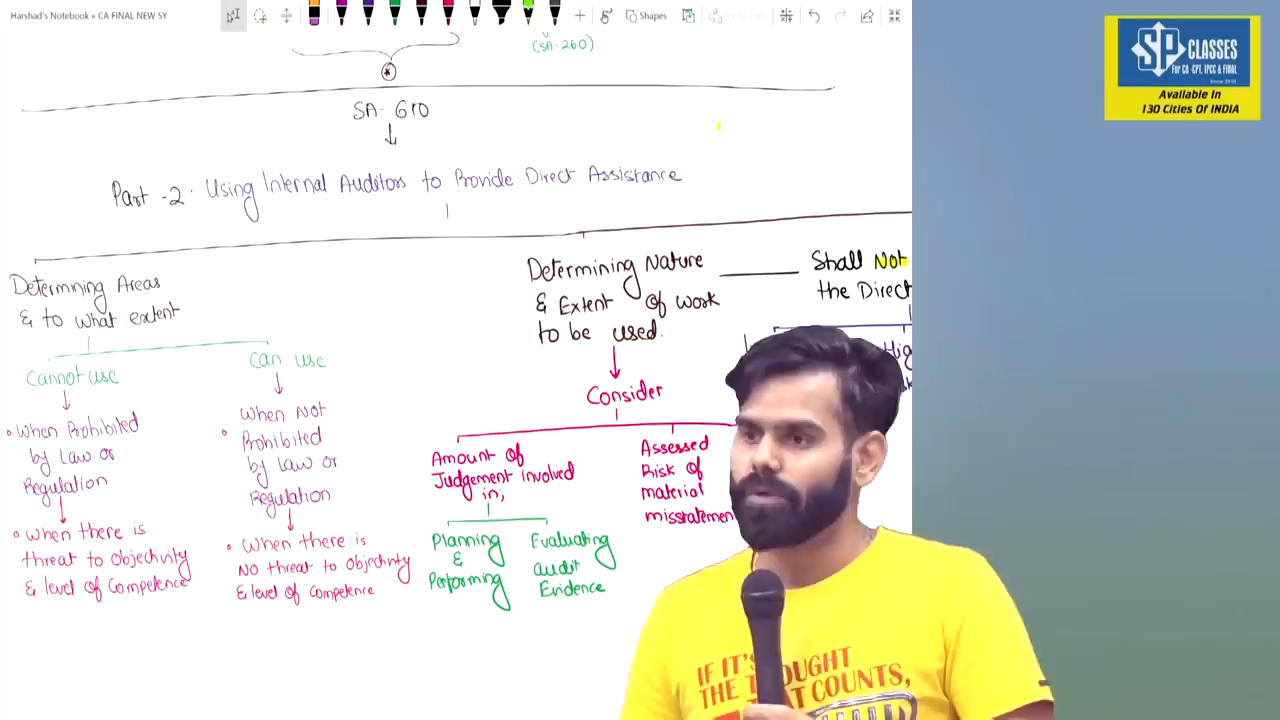 Harshad's Notebook » CA FINAL NEW SY
Shapes
(SA-260)
SP CLASSES
For CA-CPT, IPCC & FINAL
Since 2010
Available In
130 Cities Of INDIA
SA-610
Part -2. Using Internal Auditors to Provide Direct Assistance
Determining Areas
& to what extent
Cannot use
• When Prohibited
by Law or
Regulation
• When there is
threat to Objectivity
& level of Competence
Can use
• When Not
Prohibited
by Law or
Regulation
• When there is
NO threat to Objectivity
& level of Competence
Determining Nature
& Extent of work
to be used.
Consider
Amount of
Judgement Involved
in,
Planning
&
Performing
Evaluating
audit
Evidence
Assessed
Risk of
material
misstatemen
Shall Not
the Direct
Hig
IF IT'S
THOUGHT
THE T
T COUNTS,